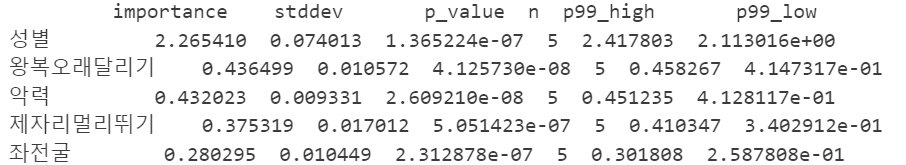 importance stddev p_value n p99_high p99_low
성별 2.265410 0.074013 1.365224e-07 5 2.417803 2.113016e+00
왕복오래달리기 0.436499 0.010572 4.125730e-08 5 0.458267 4.147317e-01
악력 0.432023 0.009331 2.609210e-08 5 0.451235 4.128117e-01
제자리멀리뛰기 0.375319 0.017012 5.051423e-07 5 0.410347 3.402912e-01
좌전굴 0.280295 0.010449 2.312878e-07 5 0.301808 2.587808e-01